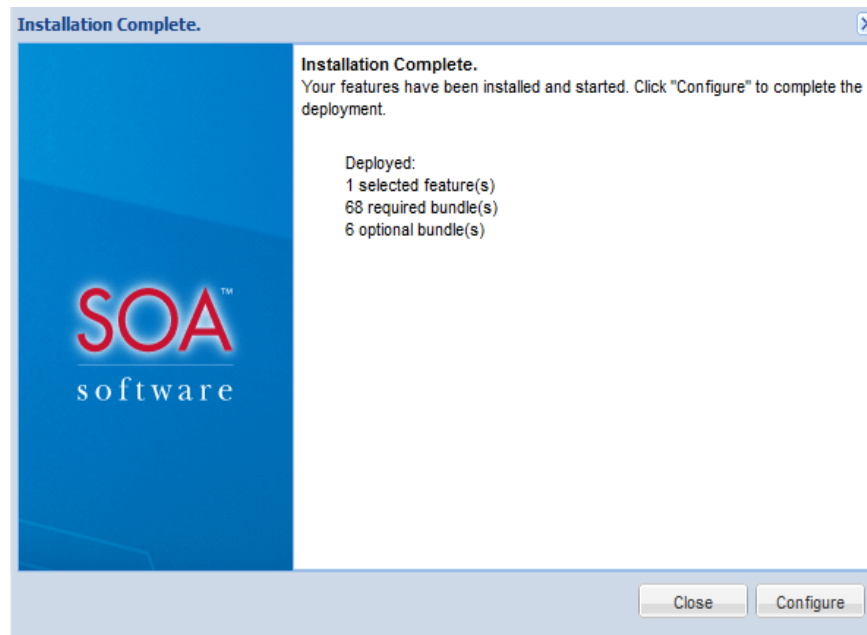 Installation Complete.
Installation Complete.
Your features have been installed and started. Click "Configure" to complete the
deployment.
Deployed:
1 selected feature(s)
68 required bundle(s)
6 optional bundle(s)
SOA™
software
Close
Configure